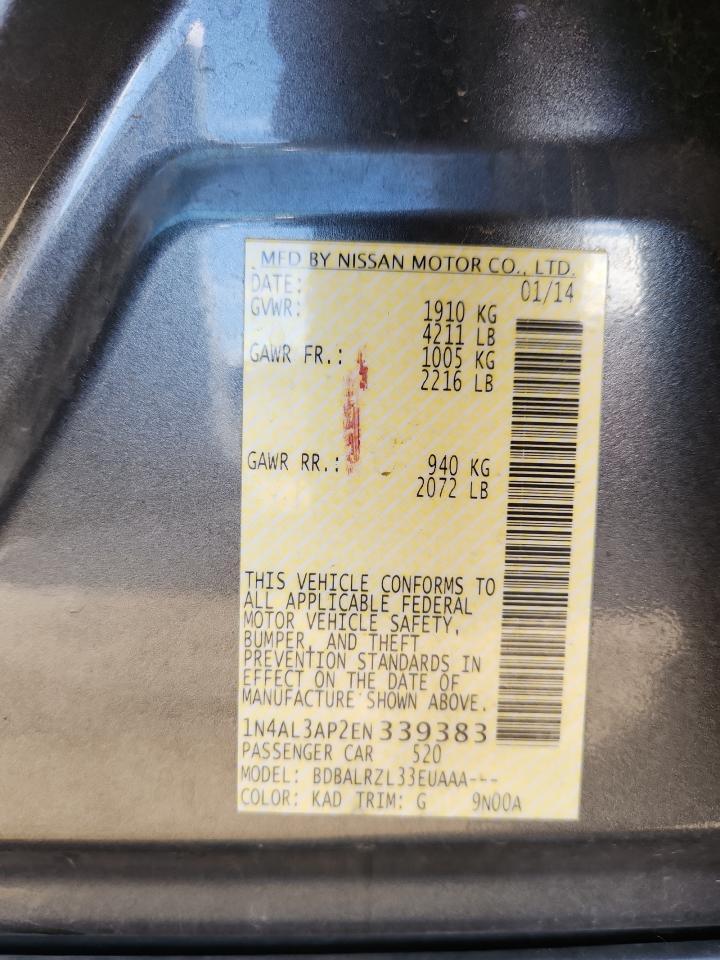 MFD BY NISSAN MOTOR CO., LTD.
DATE: 01/14
GVWR: 1910 KG
4211 LB
GAWR FR.: 1005 KG
2216 LB
GAWR RR.: 940 KG
2072 LB
THIS VEHICLE CONFORMS TO
ALL APPLICABLE FEDERAL
MOTOR VEHICLE SAFETY,
BUMPER, AND THEFT
PREVENTION STANDARDS IN
EFFECT ON THE DATE OF
MANUFACTURE SHOWN ABOVE.
1N4AL3AP2EN339383
PASSENGER CAR 520
MODEL: BDBALRZL33EUAAA---
COLOR: KAD TRIM: G 9N00A